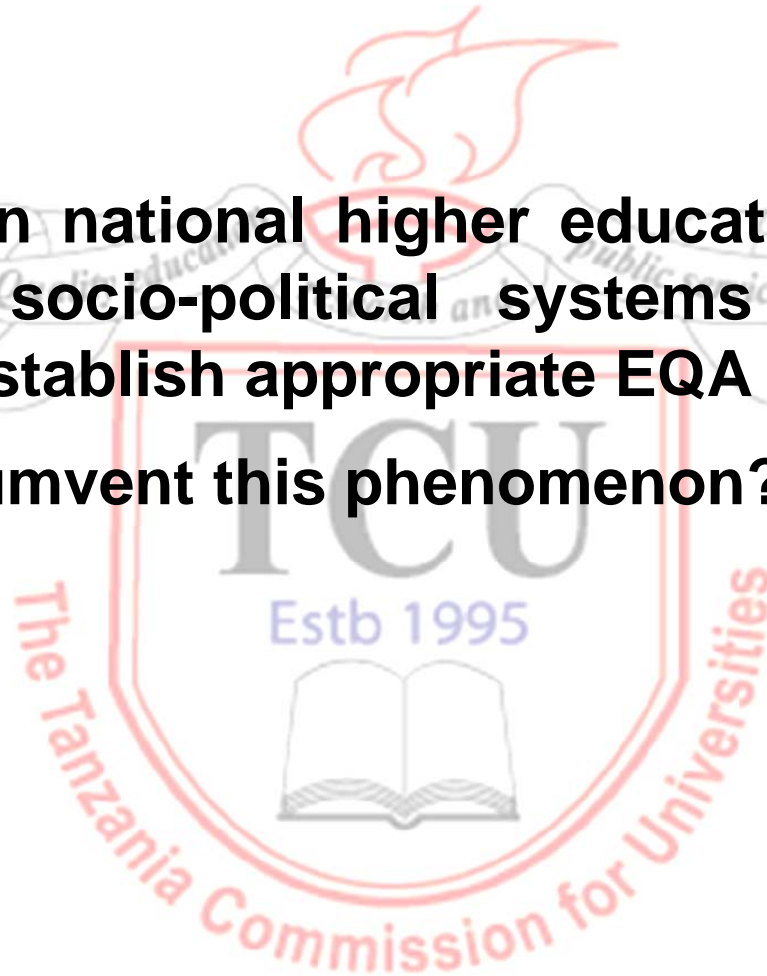 n national higher educat
socio-political systems
stablish appropriate EQA
umvent this phenomenon?
TCU
Estb 1995
The Tanzania Commission for Universities